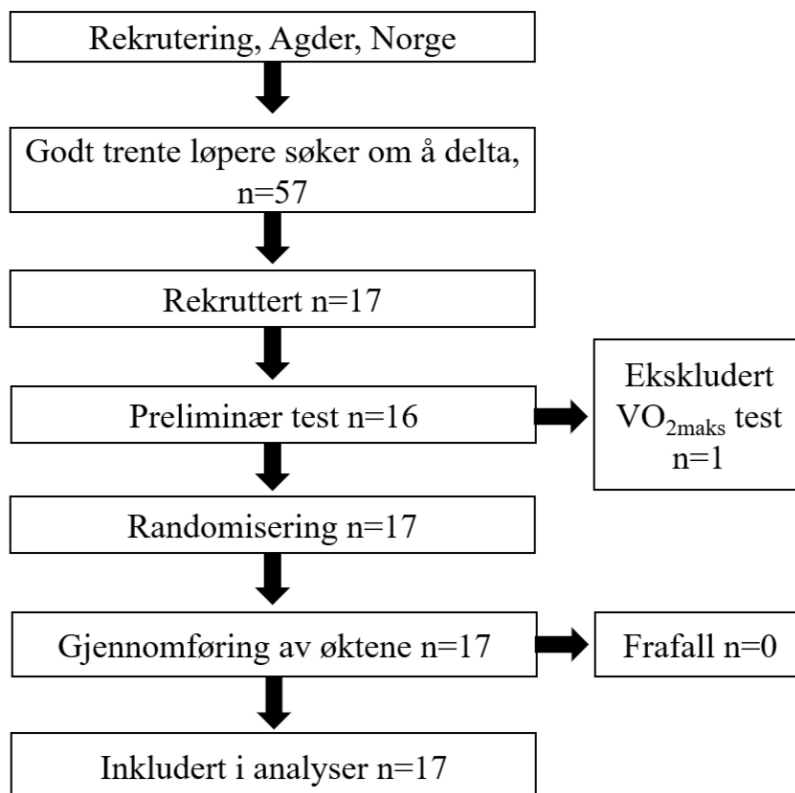 Rekrutering, Agder, Norge
Godt trente løpere søker om å delta,
n=57
Rekruttert n=17
Preliminær test n=16
Ekskludert
VO2maks test
n=1
Randomisering n=17
Gjennomføring av øktene n=17
Frafall n=0
Inkludert i analyser n=17